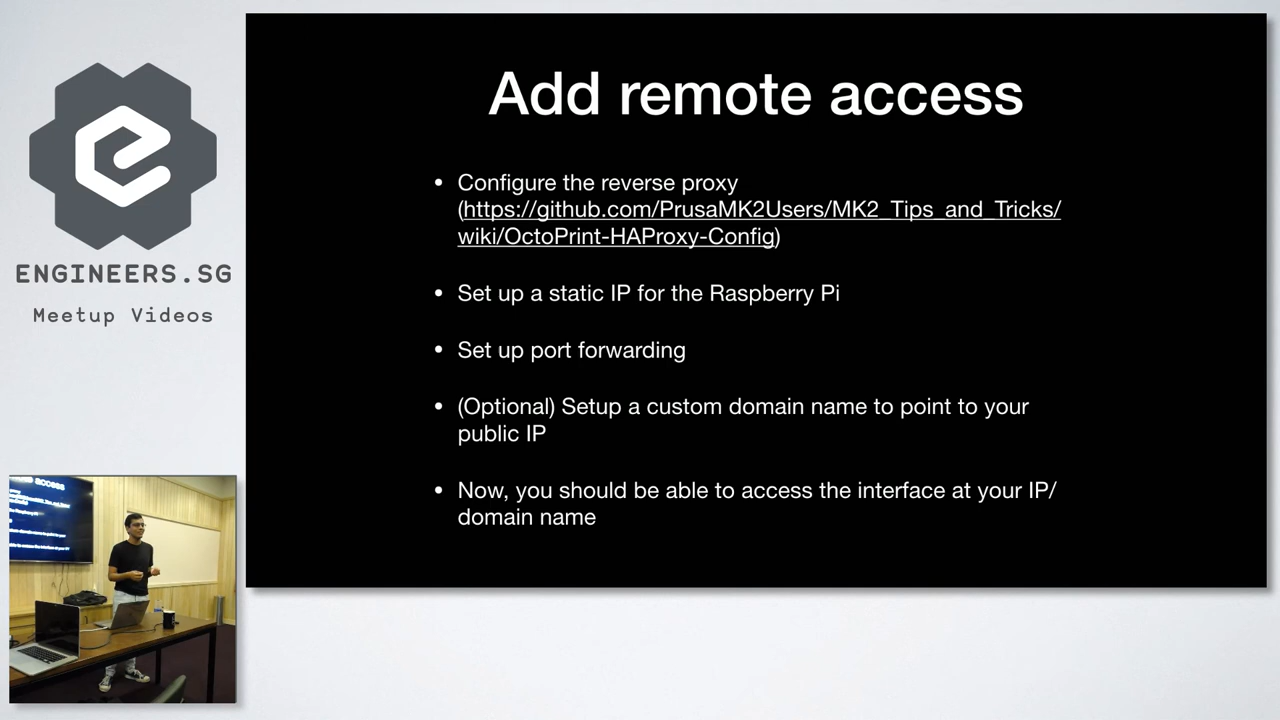 ENGINEERS.SG
Meetup Videos
Add remote access
• Configure the reverse proxy
(https://github.com/PrusaMK2Users/MK2_Tips_and_Tricks/
wiki/OctoPrint-HAProxy-Config)
• Set up a static IP for the Raspberry Pi
• Set up port forwarding
• (Optional) Setup a custom domain name to point to your
public IP
• Now, you should be able to access the interface at your IP/
domain name